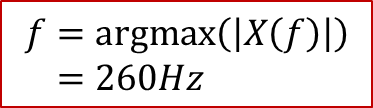 f = argmax(|X(f)|)
= 260Hz